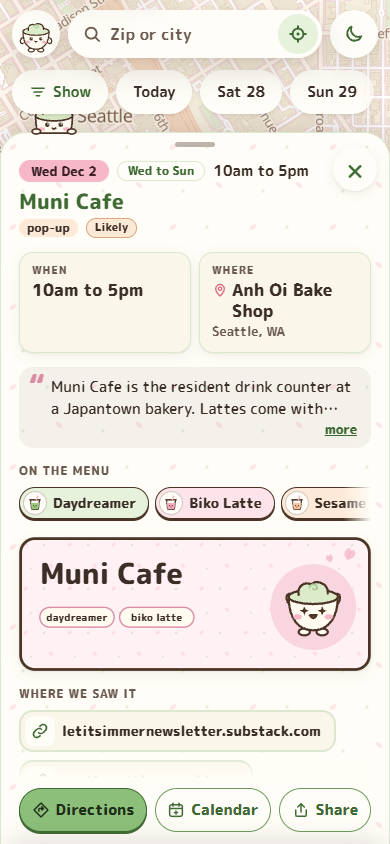 Zip or city
Show
Today
Sat 28
Sun 29
Seattle
Wed Dec 2
Wed to Sun
10am to 5pm
Muni Cafe
pop-up
Likely
WHEN
10am to 5pm
WHERE
Anh Oi Bake
Shop
Seattle, WA
Muni Cafe is the resident drink counter at
a Japantown bakery. Lattes come with…
more
ON THE MENU
Daydreamer
Biko Latte
Sesame
Muni Cafe
daydreamer
biko latte
WHERE WE SAW IT
letitsimmernewsletter.substack.com
Directions
Calendar
Share